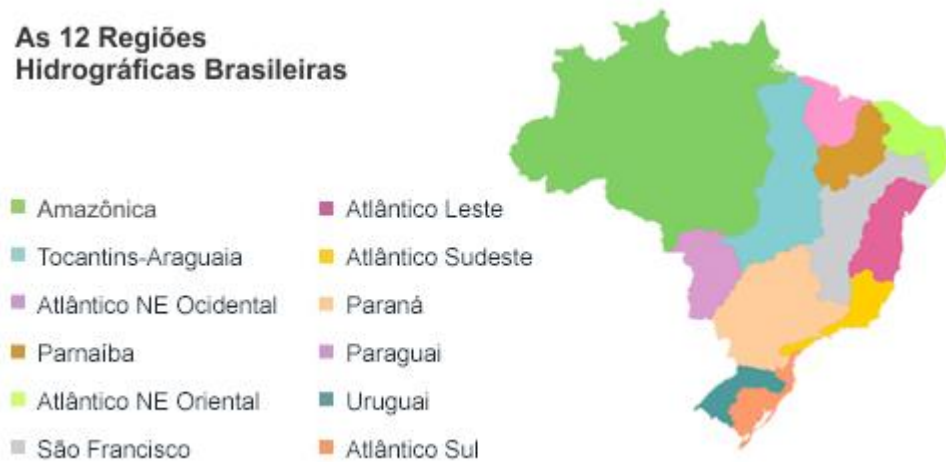 As 12 Regiões
Hidrográficas Brasileiras
Amazônica
Tocantins-Araguaia
Atlântico NE Ocidental
Parnaíba
Atlântico NE Oriental
São Francisco
Atlântico Leste
Atlântico Sudeste
Paraná
Paraguai
Uruguai
Atlântico Sul